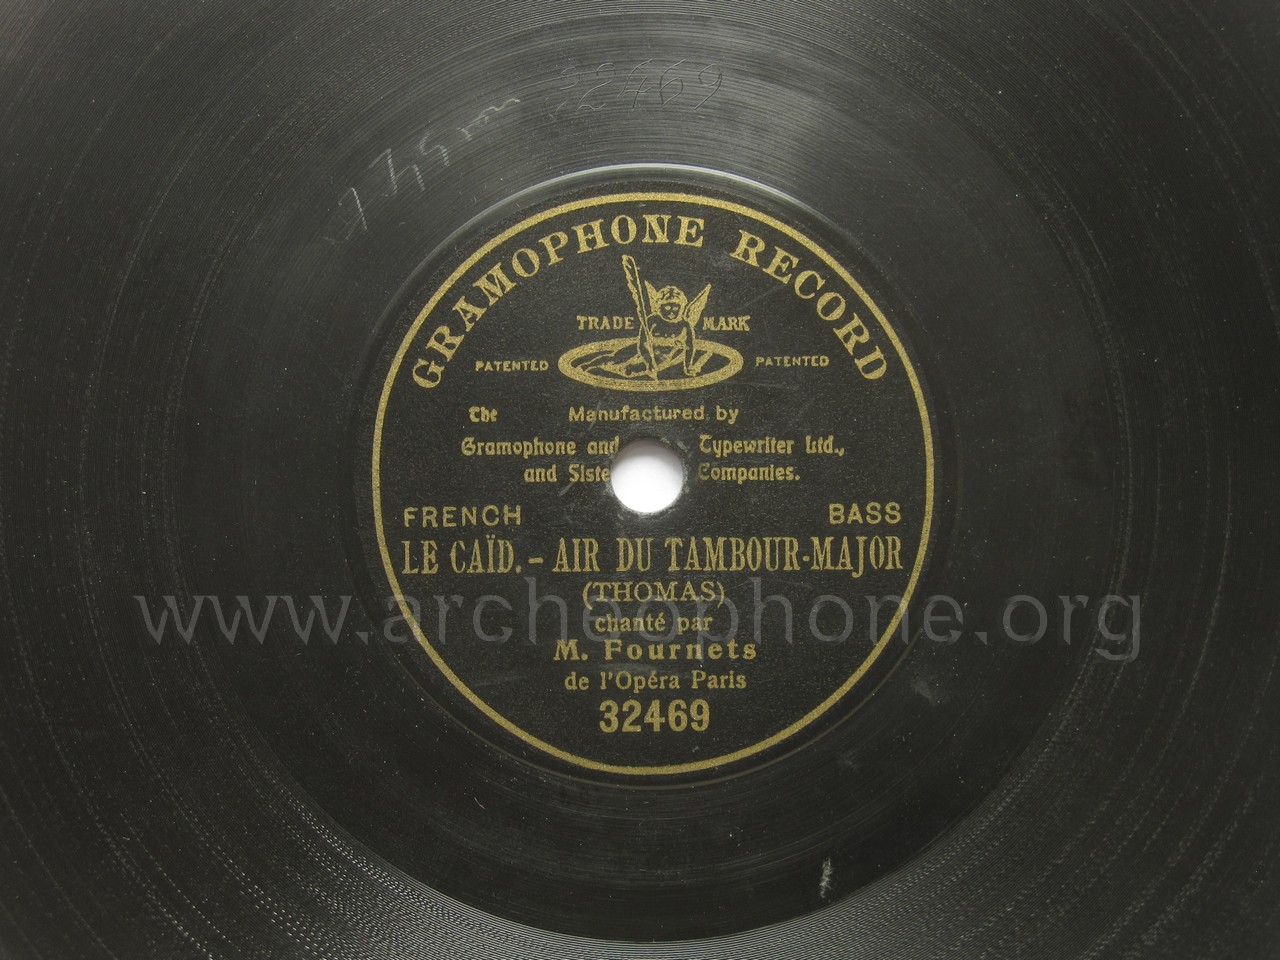 32469
GRAMOPHONE RECORD
TRADE MARK
PATENTED PATENTED
The Manufactured by
Gramophone and Typewriter Ltd.,
and Siste Companies.
FRENCH BASS
LE CAÏD. - AIR DU TAMBOUR-MAJOR
(THOMAS)
www.archeophone.org
chanté par
M. Fournets
de l'Opéra Paris
32469